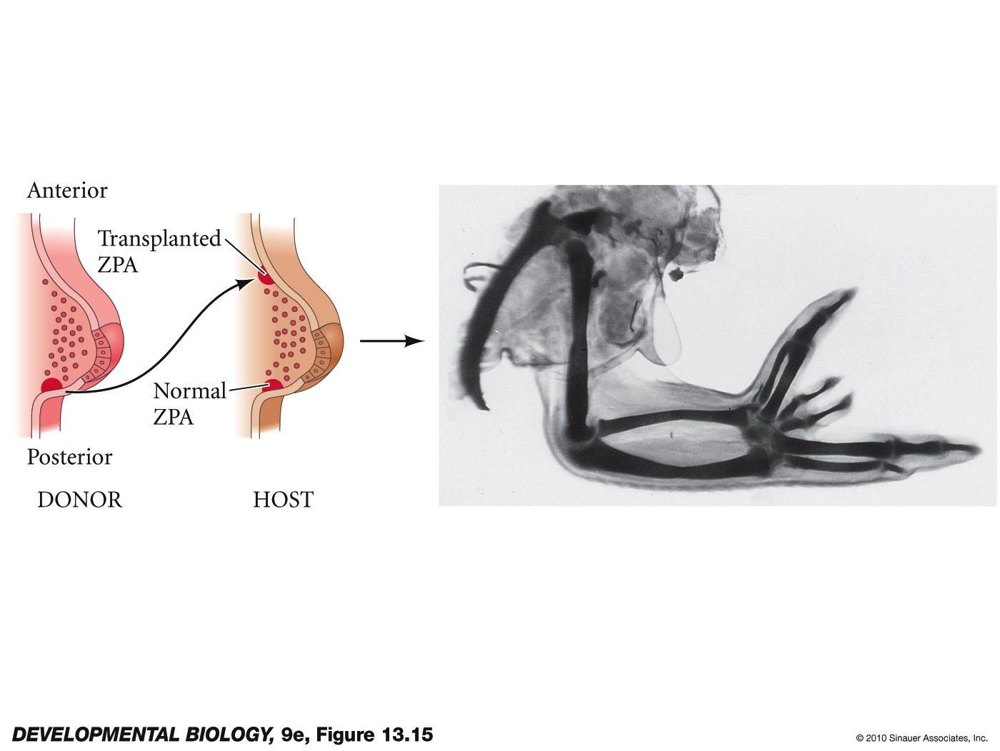 Anterior
Transplanted
ZPA
Normal
ZPA
Posterior
DONOR
HOST
DEVELOPMENTAL BIOLOGY, 9e, Figure 13.15
© 2010 Sinauer Associates, Inc.